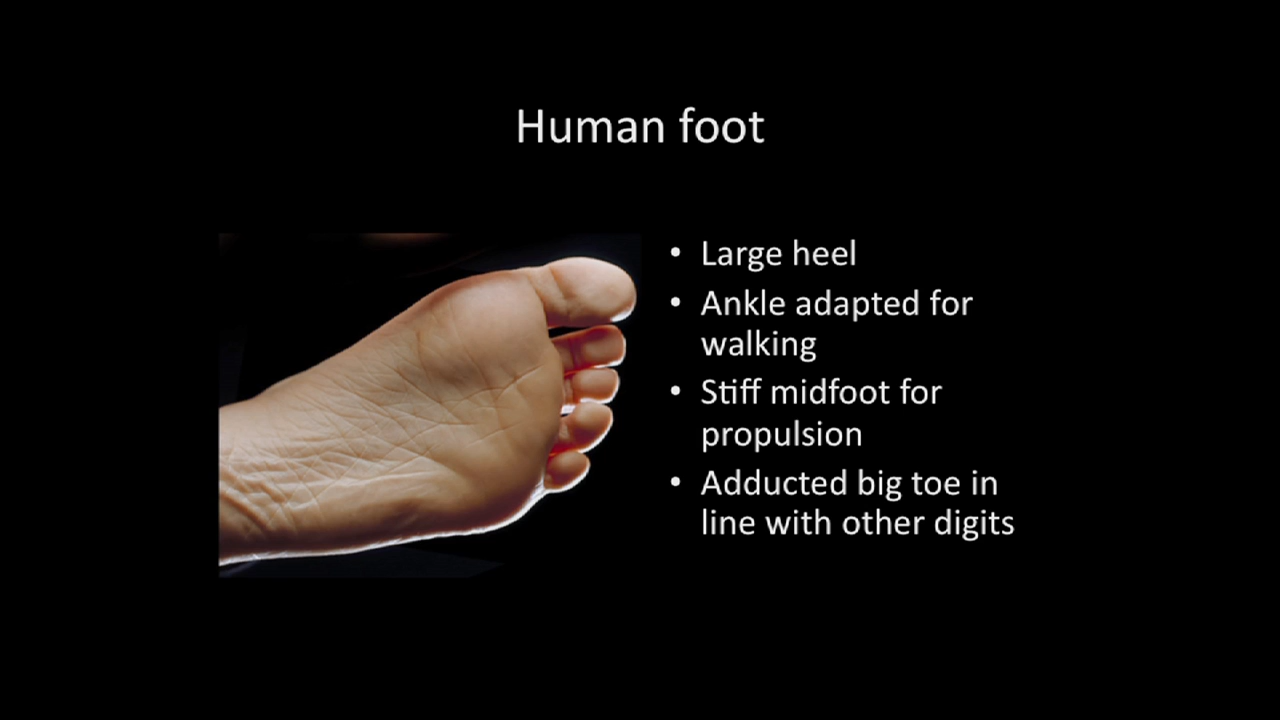 Human foot
• Large heel
• Ankle adapted for
walking
• Stiff midfoot for
propulsion
• Adducted big toe in
line with other digits